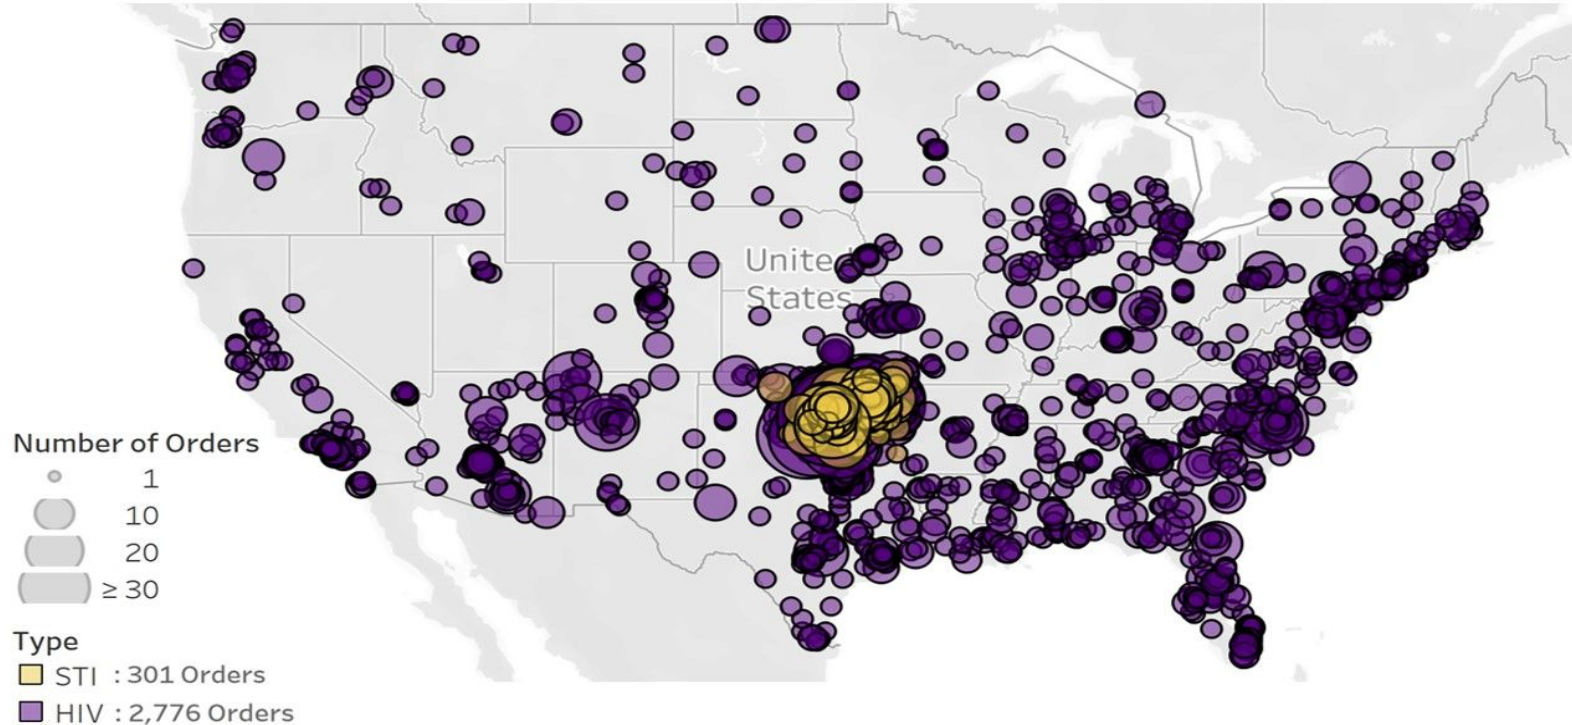 United
States
Number of Orders
1
10
20
≥ 30
Type
STI : 301 Orders
HIV : 2,776 Orders